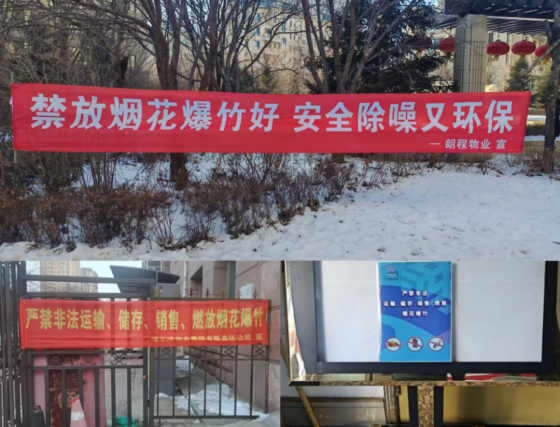 禁放烟花爆竹好 安全除噪又环保
— 朗程物业 宣
严禁非法运输、储存、销售、燃放烟花爆竹
严禁非法
运输、储存、销售、燃放
烟花爆竹